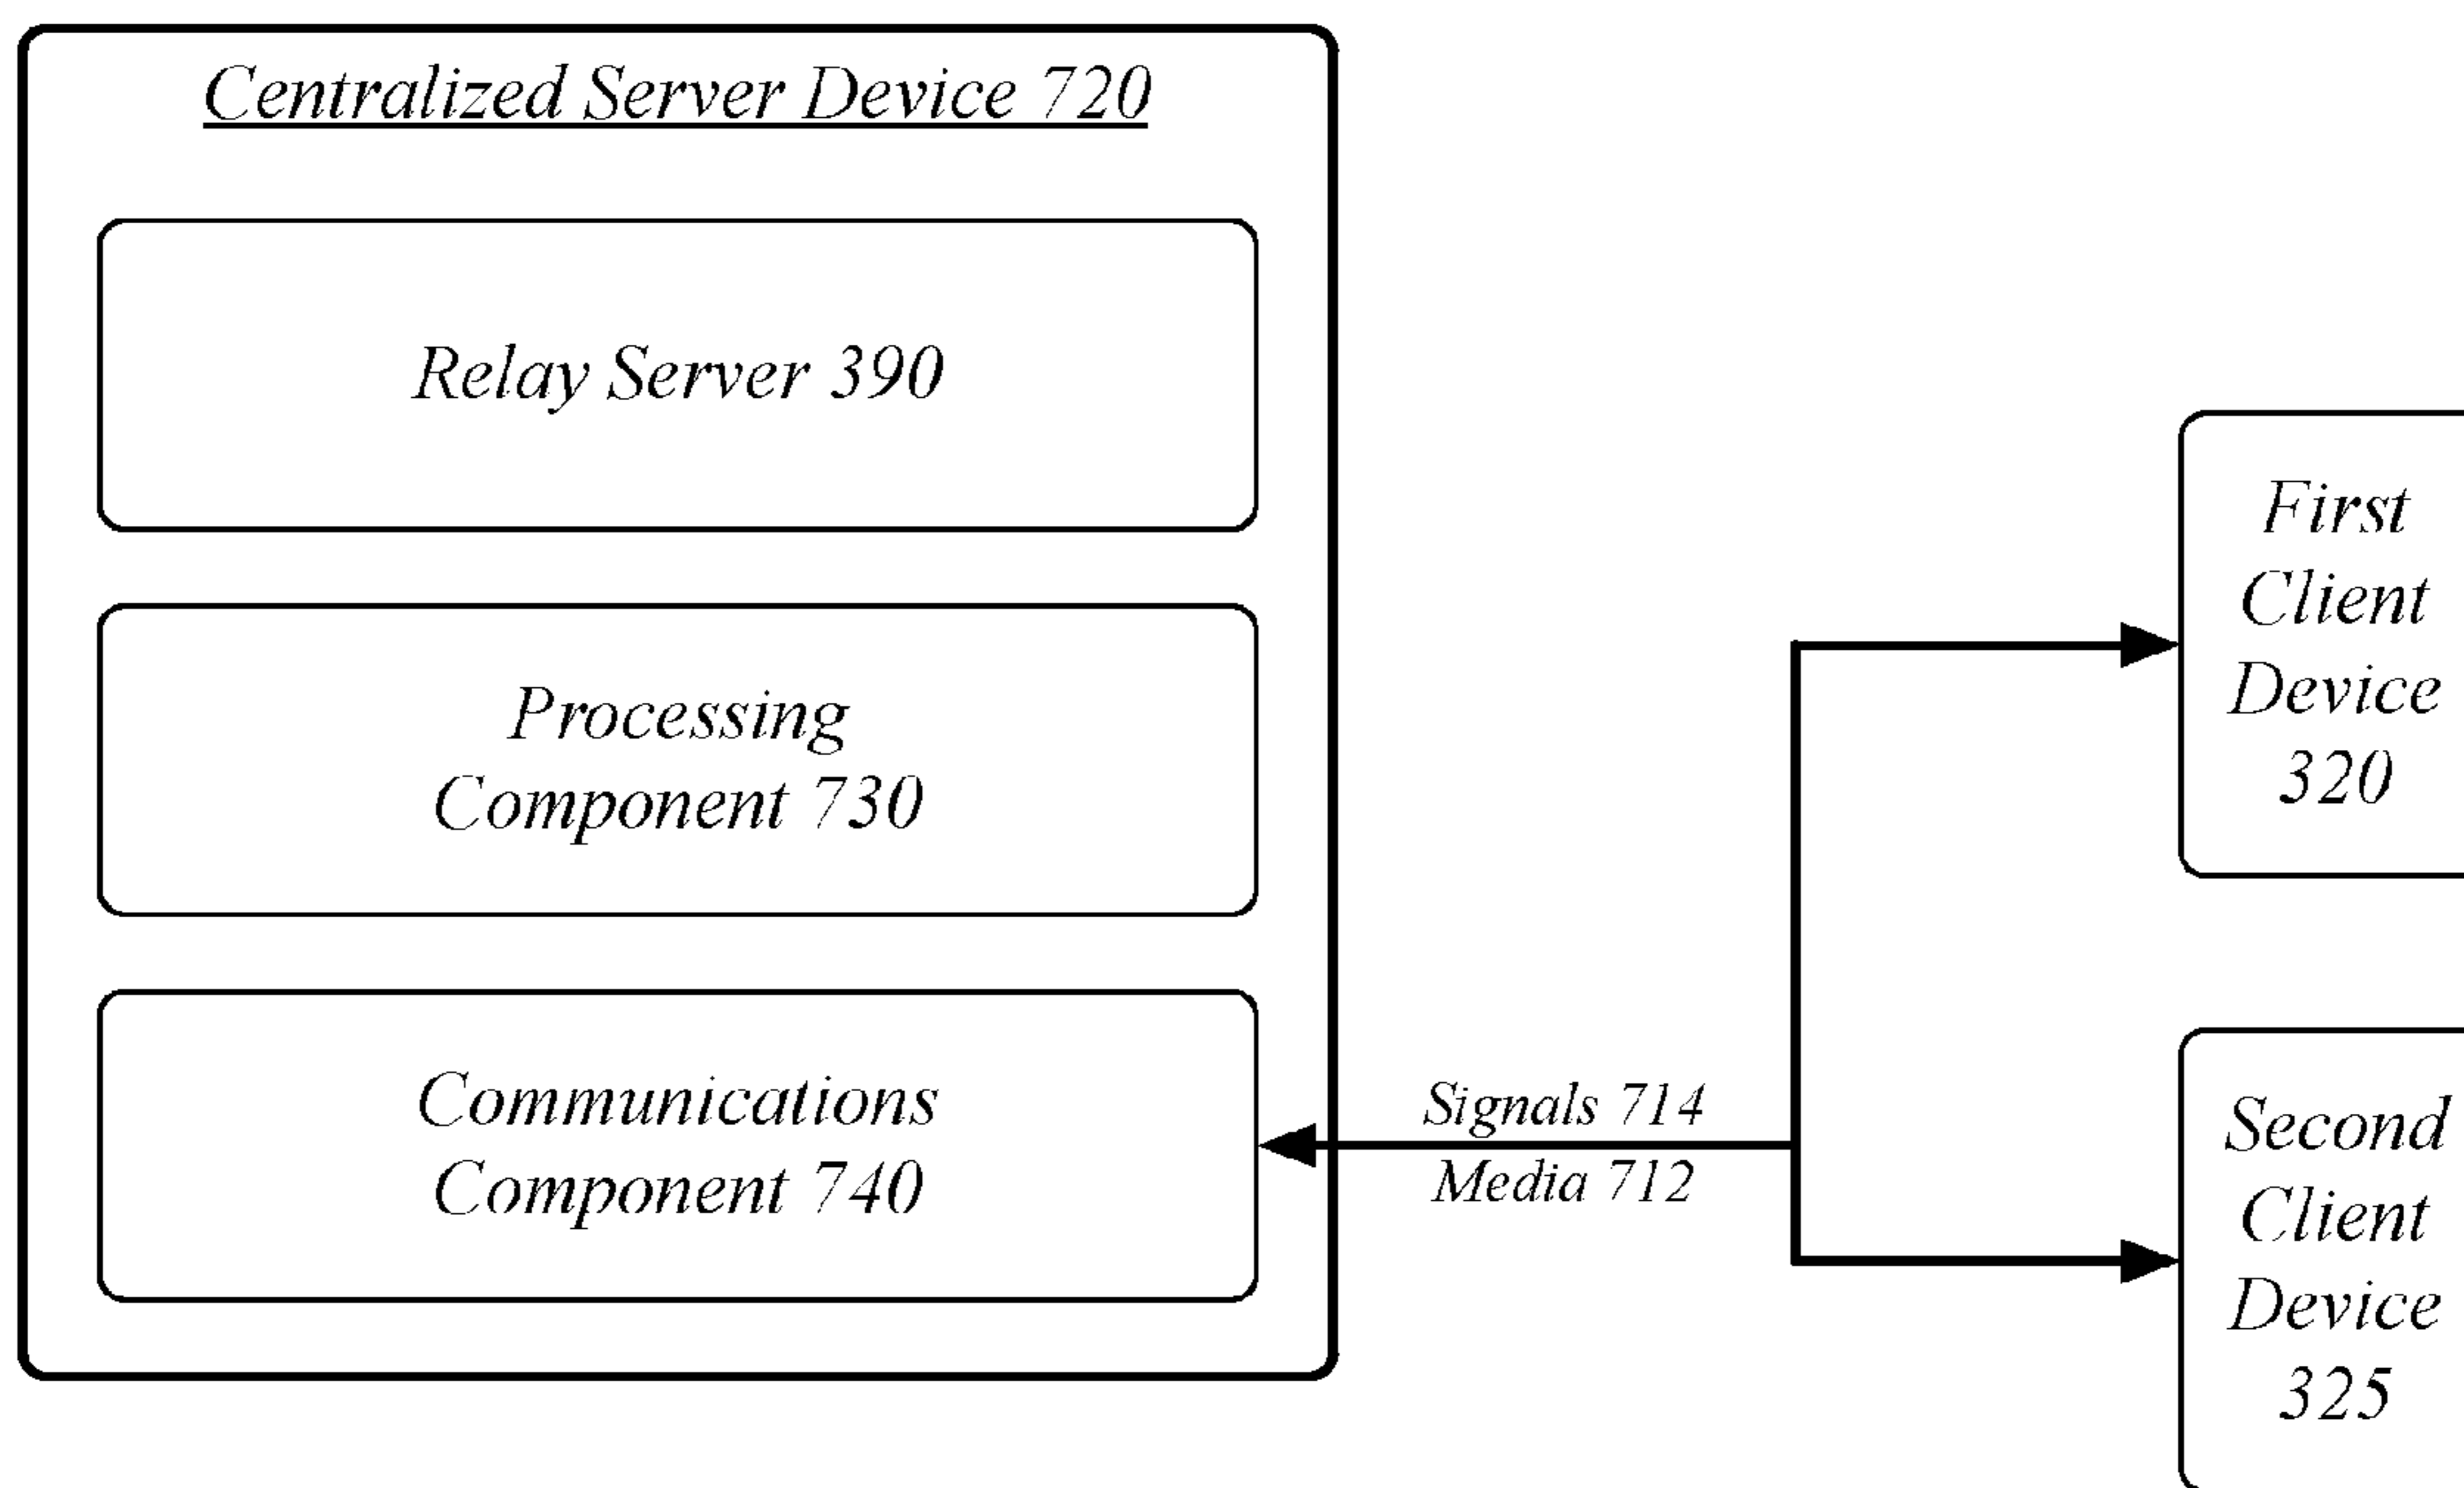 Centralized Server Device 720
Relay Server 390
Processing
Component 730
Communications
Component 740
Signals 714
Media 712
First
Client
Device
320
Second
Client
Device
325